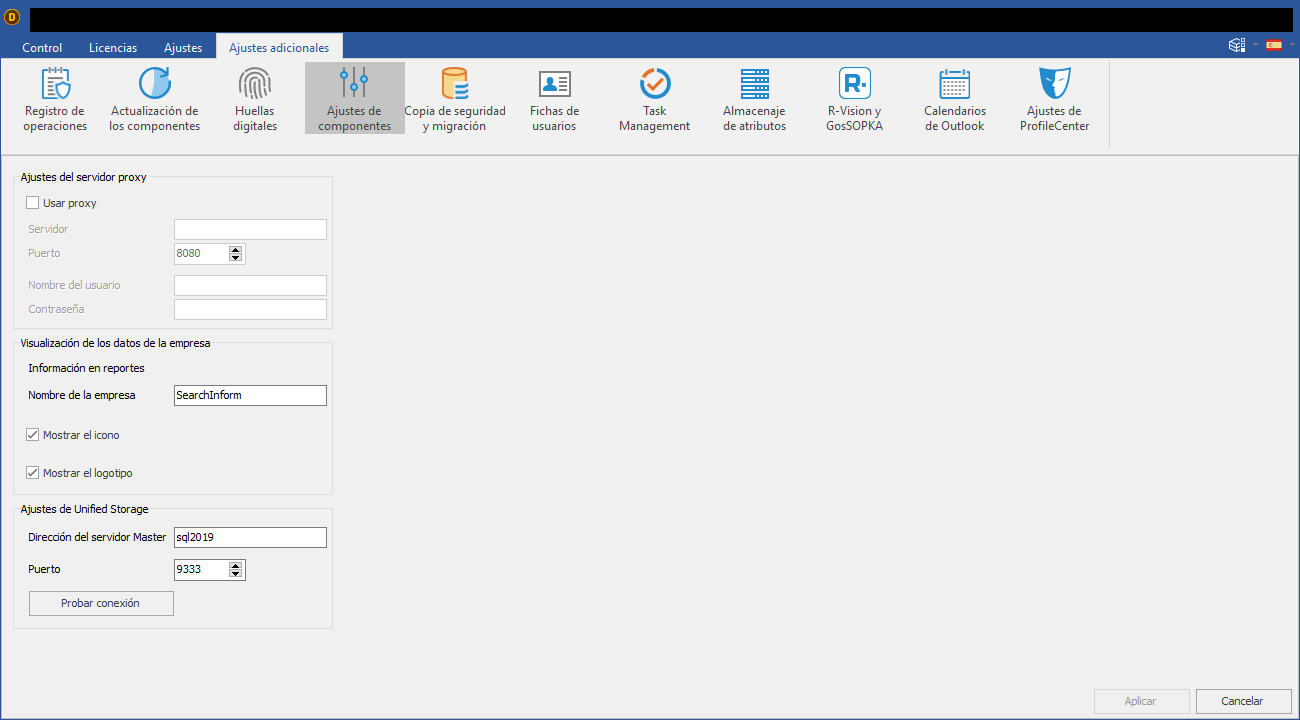 D
Control Licencias Ajustes Ajustes adicionales
Registro de
operaciones
Actualización de
los componentes
Huellas
digitales
Ajustes de
componentes
Copia de seguridad
y migración
Fichas de
usuarios
Task
Management
Almacenaje
de atributos
R-Vision y
GosSOPKA
Calendarios
de Outlook
Ajustes de
ProfileCenter
Ajustes del servidor proxy
Usar proxy
Servidor
Puerto 8080
Nombre del usuario
Contraseña
Visualización de los datos de la empresa
Información en reportes
Nombre de la empresa SearchInform
Mostrar el icono
Mostrar el logotipo
Ajustes de Unified Storage
Dirección del servidor Master sql2019
Puerto 9333
Probar conexión
Aplicar Cancelar